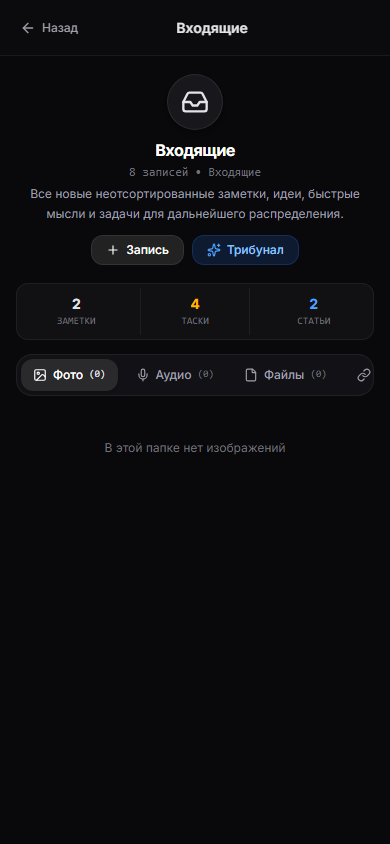 Назад
Входящие
Входящие
8 записей • Входящие
Все новые неотсортированные заметки, идеи, быстрые
мысли и задачи для дальнейшего распределения.
Запись
Трибунал
2
4
2
ЗАМЕТКИ
ТАСКИ
СТАТЬИ
Фото (0)
Аудио (0)
Файлы (0)
В этой папке нет изображений